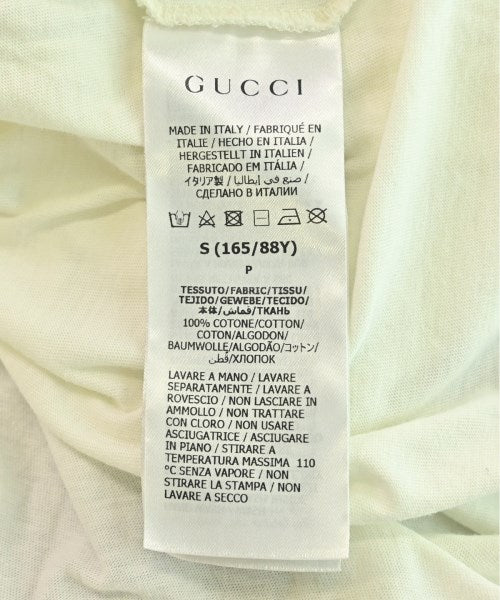 GUCCI
MADE IN ITALY / FABRIQUÉ EN
ITALIE / HECHO EN ITALIA /
HERGESTELLT IN ITALIEN /
FABRICADO EM ITÁLIA /
イタリア製 / صنع في إيطاليا /
СДЕЛАНО В ИТАЛИИ
S (165/88Y)
P
TESSUTO/FABRIC/TISSU/
TEJIDO/GEWEBE/TECIDO/
本体/قماش/ТКАНЬ
100% COTONE/COTTON/
COTON/ALGODON/
BAUMWOLLE/ALGODÃO/コットン/
قطن/ХЛОПОК
LAVARE A MANO / LAVARE
SEPARATAMENTE / LAVARE A
ROVESCIO / NON LASCIARE IN
AMMOLLO / NON TRATTARE
CON CLORO / NON USARE
ASCIUGATRICE / ASCIUGARE
IN PIANO / STIRARE A
TEMPERATURA MASSIMA 110
°C SENZA VAPORE / NON
STIRARE LA STAMPA / NON
LAVARE A SECCO